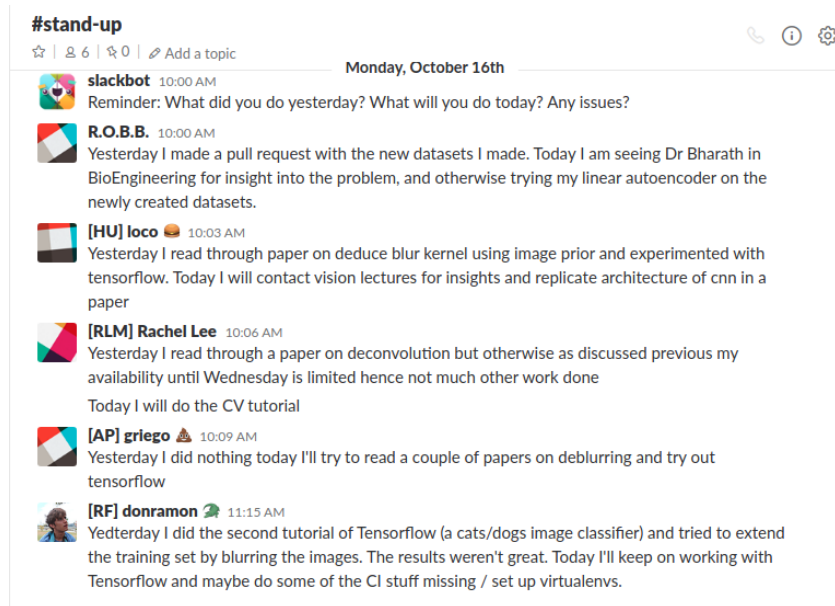 #stand-up
6 0 Add a topic
Monday, October 16th
slackbot 10:00 AM
Reminder: What did you do yesterday? What will you do today? Any issues?
R.O.B.B. 10:00 AM
Yesterday I made a pull request with the new datasets I made. Today I am seeing Dr Bharath in
BioEngineering for insight into the problem, and otherwise trying my linear autoencoder on the
newly created datasets.
[HU] loco 🍔 10:03 AM
Yesterday I read through paper on deduce blur kernel using image prior and experimented with
tensorflow. Today I will contact vision lectures for insights and replicate architecture of cnn in a
paper
[RLM] Rachel Lee 10:06 AM
Yesterday I read through a paper on deconvolution but otherwise as discussed previous my
availability until Wednesday is limited hence not much other work done
Today I will do the CV tutorial
[AP] griego 💩 10:09 AM
Yesterday I did nothing today I'll try to read a couple of papers on deblurring and try out
tensorflow
[RF] donramon 🐲 11:15 AM
Yedterday I did the second tutorial of Tensorflow (a cats/dogs image classifier) and tried to extend
the training set by blurring the images. The results weren't great. Today I'll keep on working with
Tensorflow and maybe do some of the CI stuff missing / set up virtualenvs.